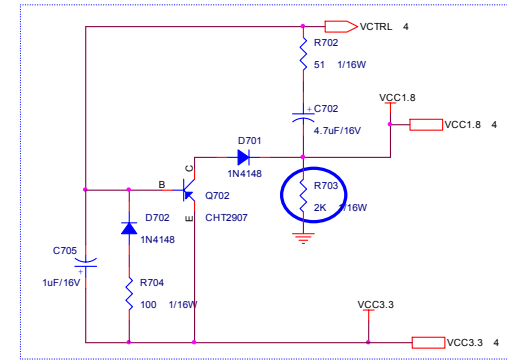 VCTRL 4
R702
51 1/16W
C702
+
4.7uF/16V
VCC1.8
VCC1.8 4
D701
1N4148
C
B
E
Q702
CHT2907
R703
2K 1/16W
D702
1N4148
C705
+
1uF/16V
R704
100 1/16W
VCC3.3
VCC3.3 4